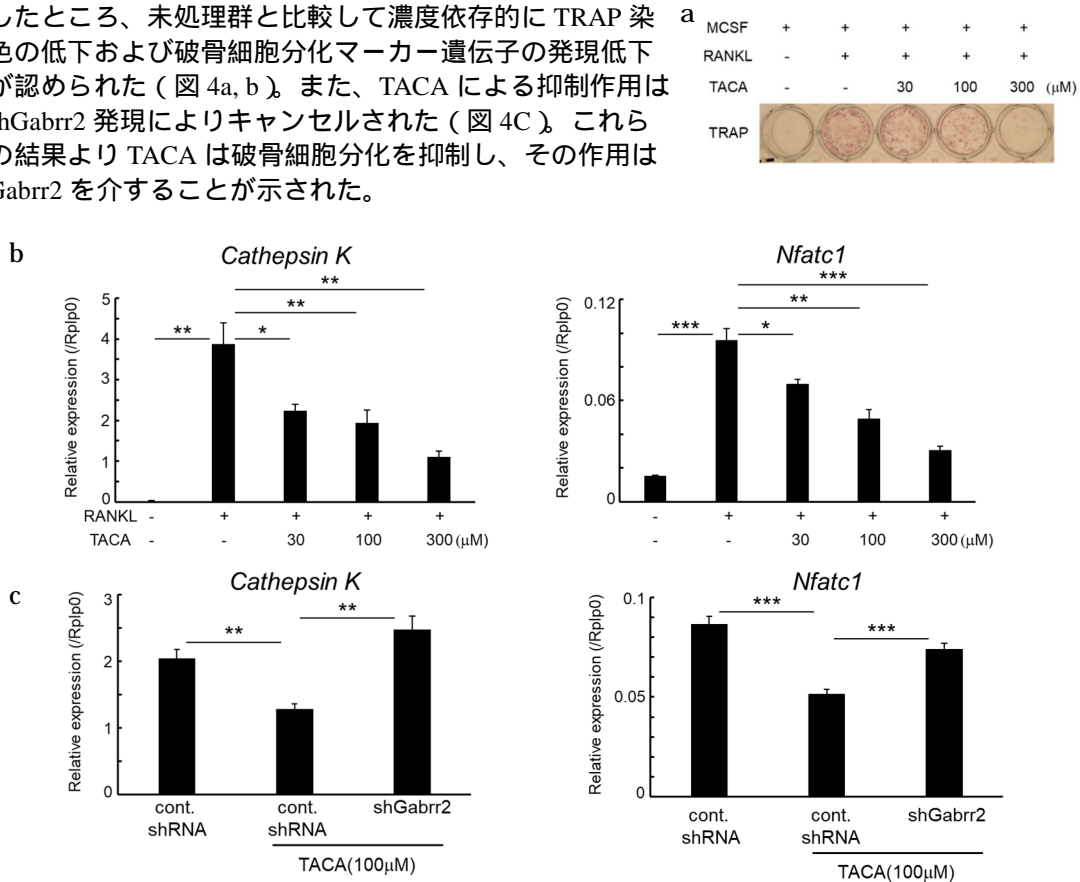 したところ、未処理群と比較して濃度依存的に TRAP 染
色の低下および破骨細胞分化マーカー遺伝子の発現低下
が認められた（図 4a, b）。また、TACA による抑制作用は
shGabrr2 発現によりキャンセルされた（図 4C）。これら
の結果より TACA は破骨細胞分化を抑制し、その作用は
Gabrr2 を介することが示された。
a
MCSF + + + + +
RANKL - + + + +
TACA - - 30 100 300 (μM)
TRAP
b
Cathepsin K
**
**
** *
Relative expression (/Rplp0)
5
4
3
2
1
0
RANKL - + + + +
TACA - - 30 100 300 (μM)
Nfatc1
***
**
*** *
Relative expression (/Rplp0)
0.12
0.06
0
- + + + +
- - 30 100 300 (μM)
c
Cathepsin K
**
**
Relative expression (/Rplp0)
3
2
1
0
cont. shRNA
cont. shRNA
shGabrr2
TACA(100μM)
Nfatc1
***
***
Relative expression (/Rplp0)
0.1
0.05
0
cont. shRNA
cont. shRNA
shGabrr2
TACA(100μM)